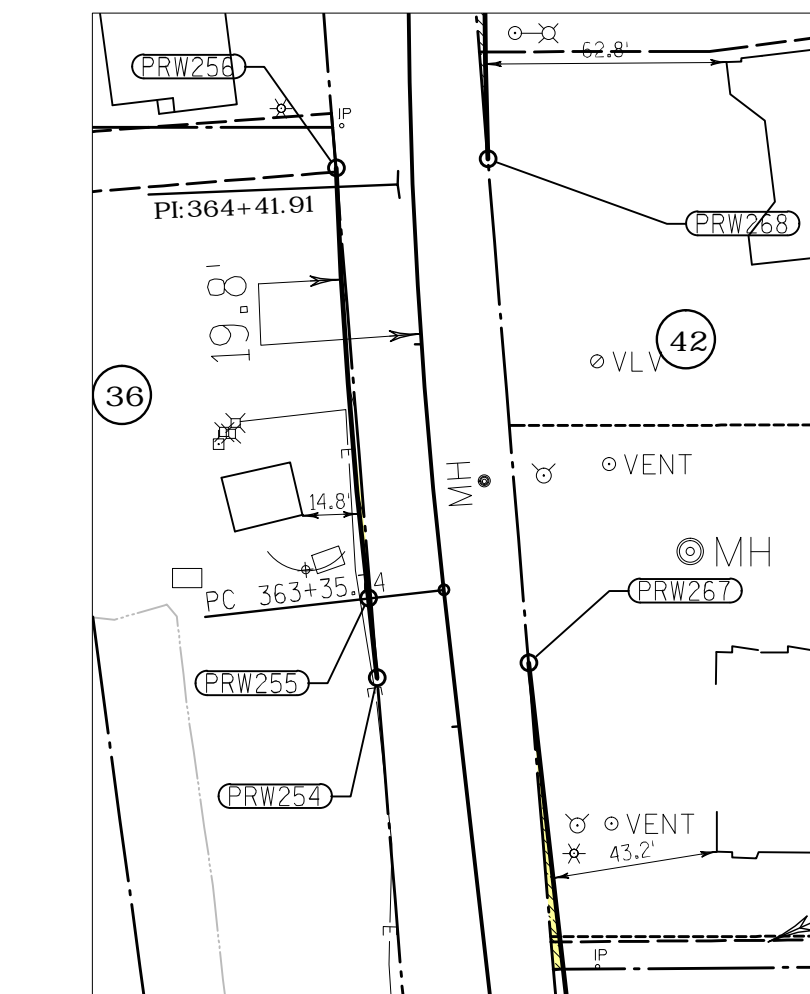 PRW256
62.8'
IP
PI:364+41.91
PRW268
19.8'
42
VLV
36
MH
VENT
14.8'
MH
PC 363+35.
4
PRW267
PRW255
PRW254
VENT
43.2'
IP